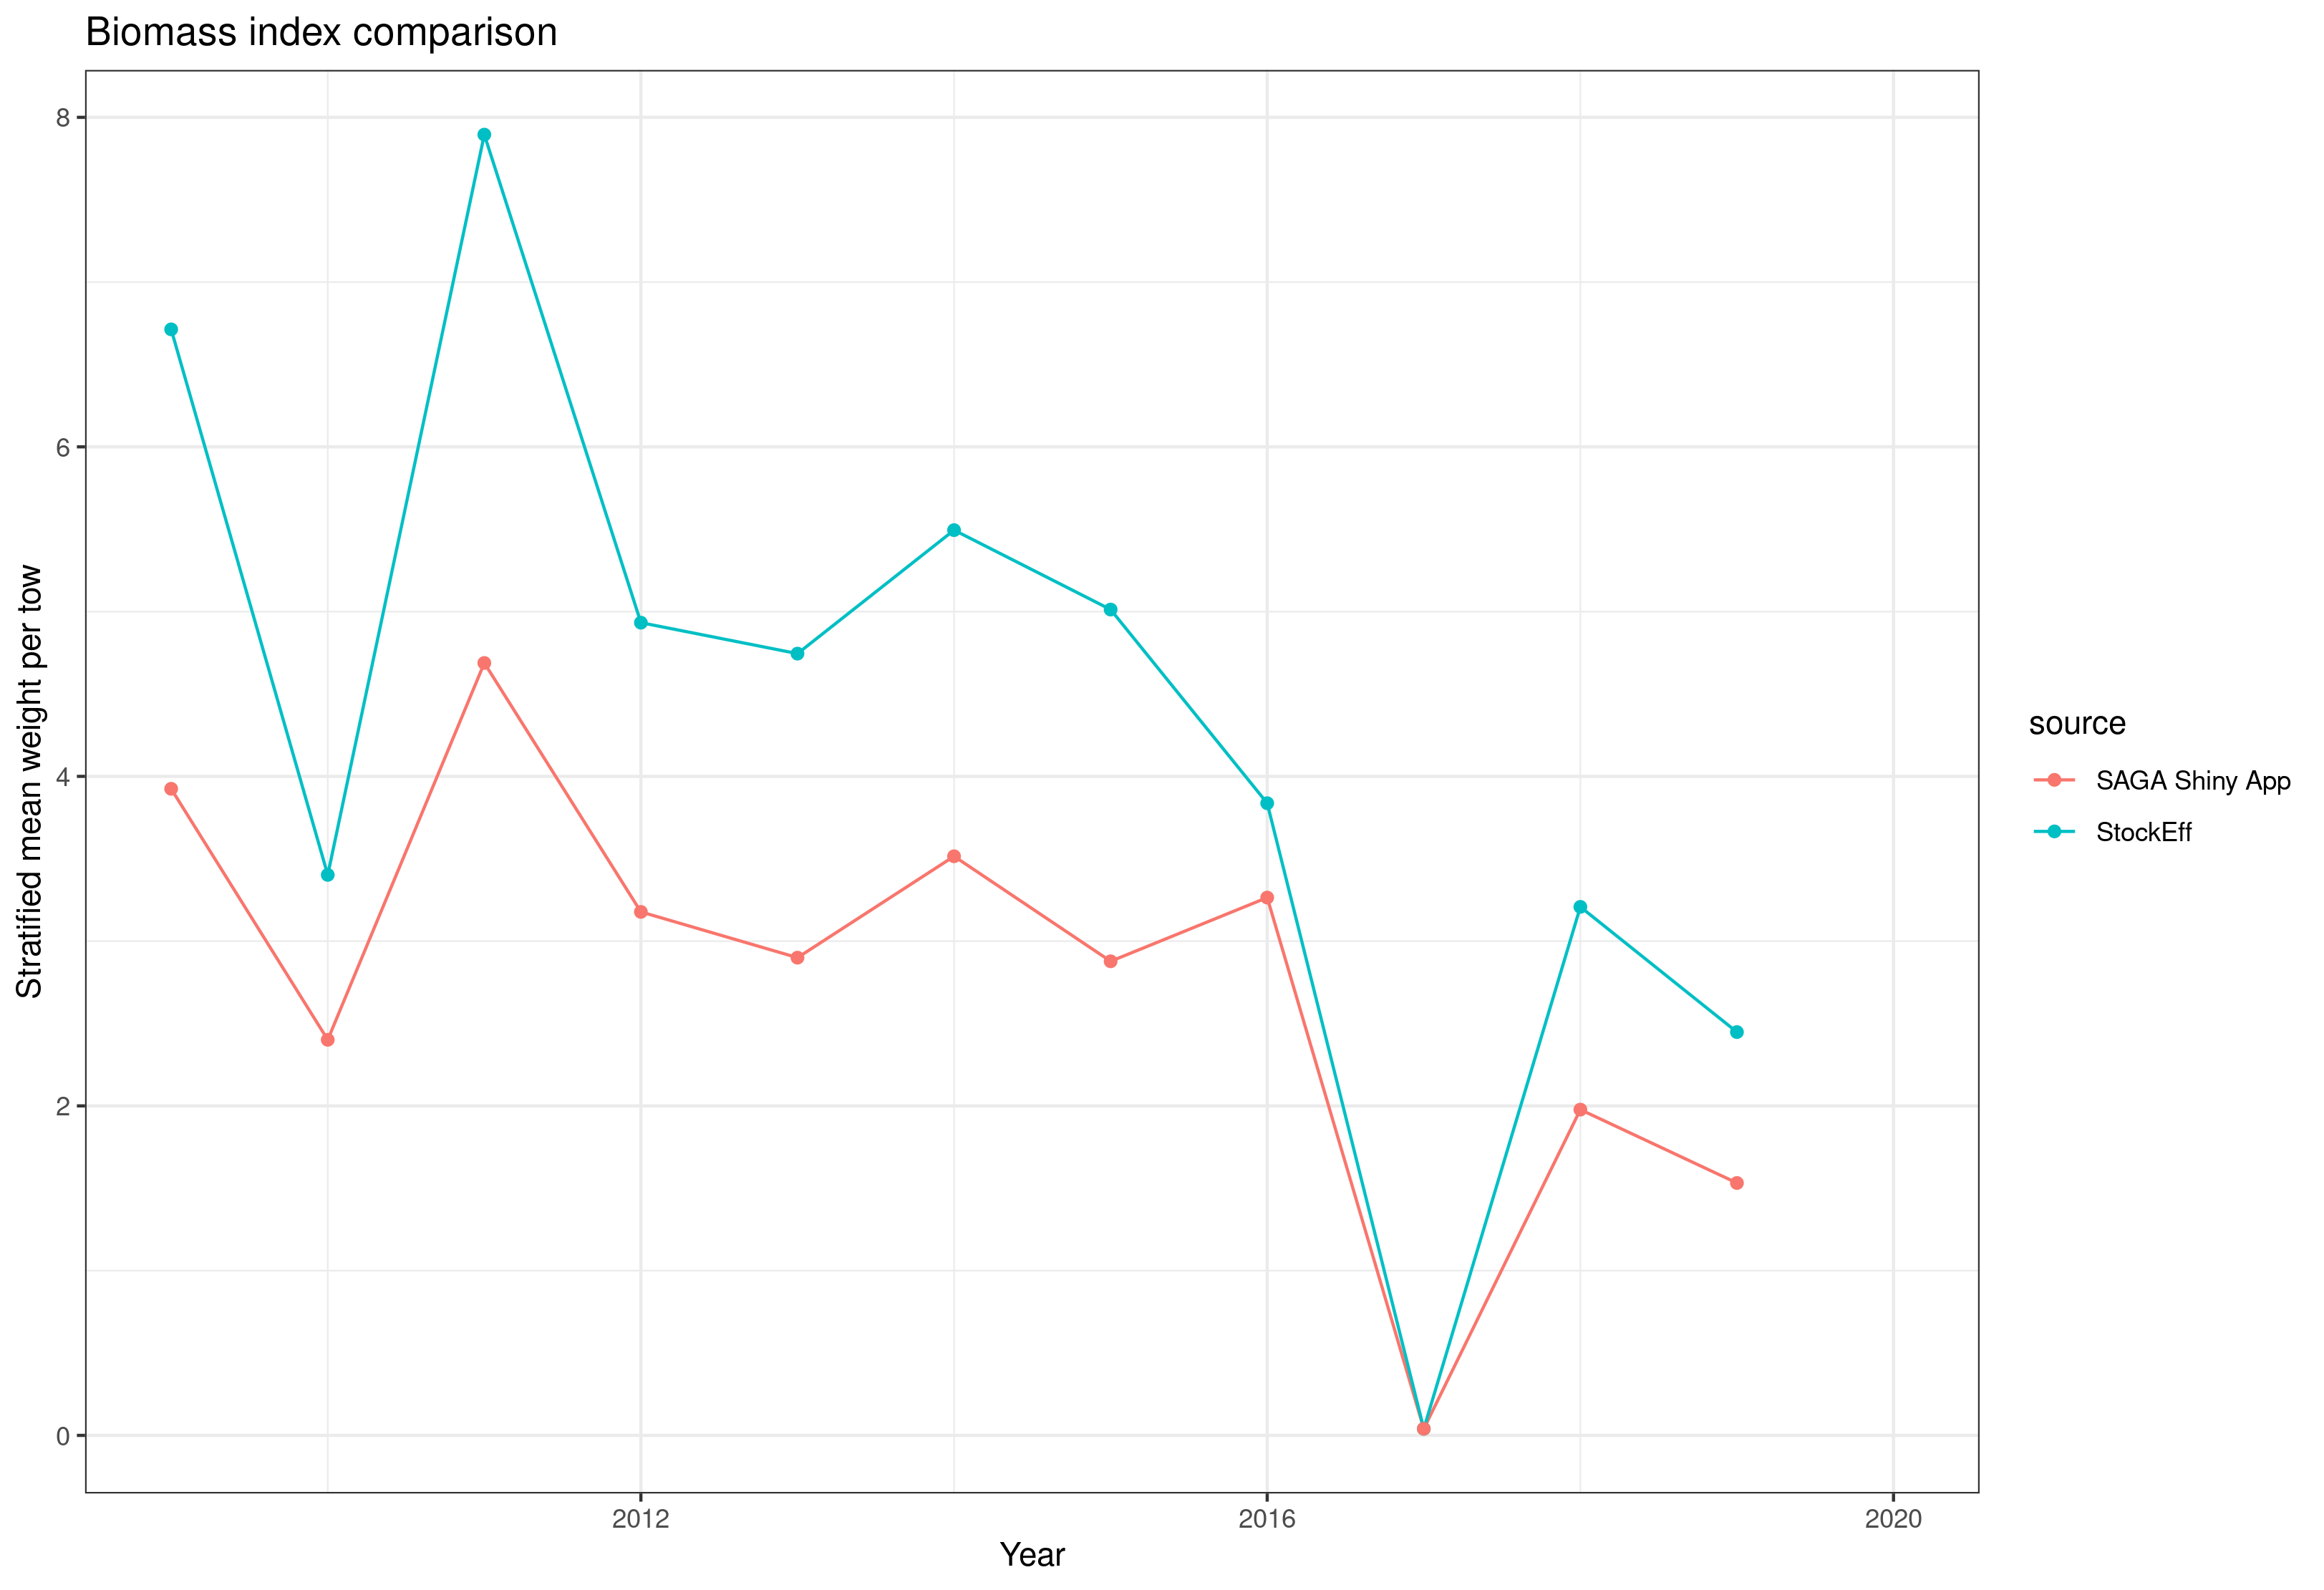 Biomass index comparison
8
6
4
2
0
Stratified mean weight per tow
2012
2016
2020
Year
source
SAGA Shiny App
StockEff